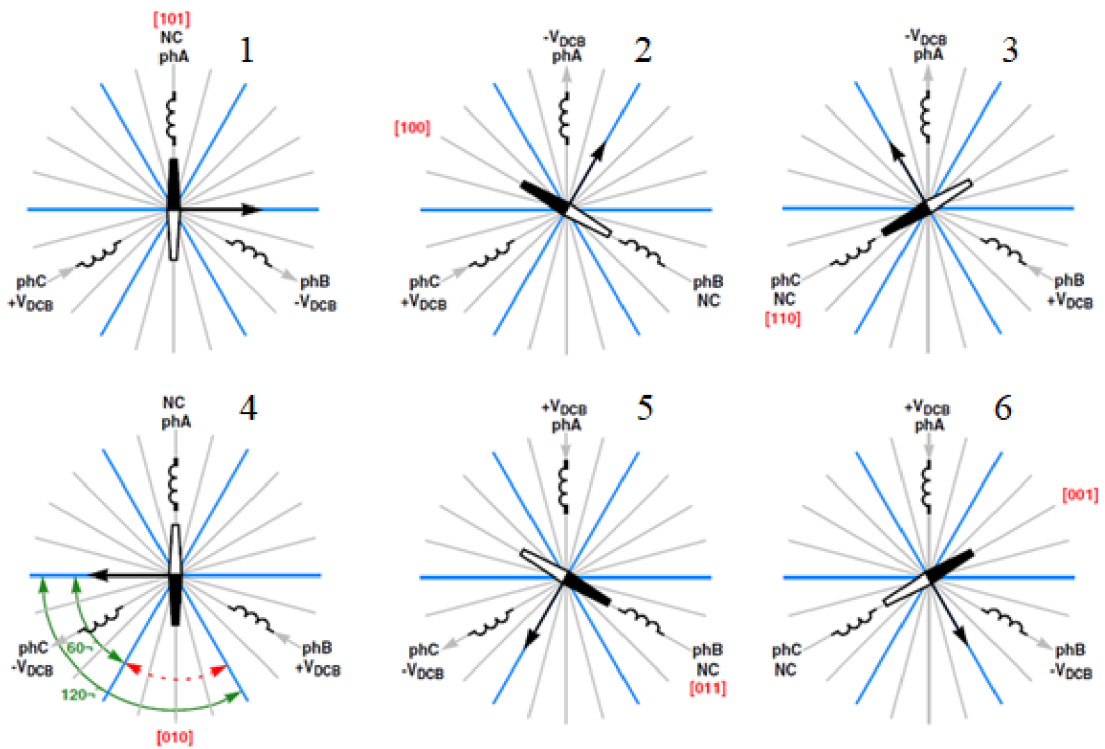 [101]
NC
phA
1
phC
+VDCB
phB
-VDCB
-VDCB
phA
2
[100]
phC
+VDCB
phB
NC
-VDCB
phA
3
phC
NC
[110]
phB
+VDCB
NC
phA
4
phC
-VDCB
60¬
120¬
phB
+VDCB
[010]
+VDCB
phA
5
phC
-VDCB
phB
NC
[011]
+VDCB
phA
6
[001]
phC
NC
phB
-VDCB